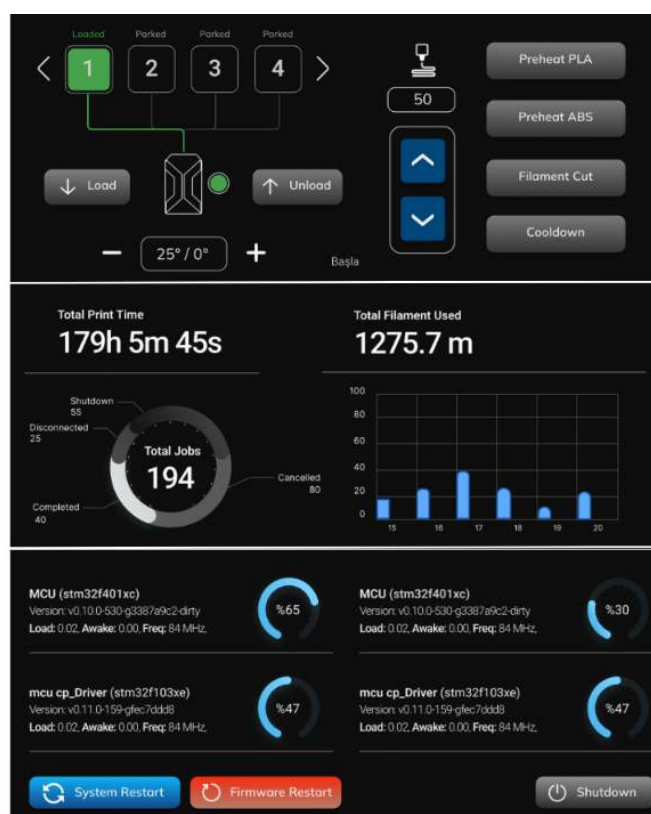 Loaded Parked Parked Parked
1 2 3 4
50
Preheat PLA
Preheat ABS
Filament Cut
Cooldown
Load
Unload
25° / 0°
Başla
Total Print Time
179h 5m 45s
Total Filament Used
1275.7 m
Shutdown
55
Disconnected
25
Total Jobs
194
Cancelled
80
Completed
40
100
80
60
40
20
0
15 16 17 18 19 20
MCU (stm32f401xc)
Version: v0.10.0-530-g3387a9c2-dirty
Load: 0.02, Awake: 0.00, Freq: 84 MHz,
%65
MCU (stm32f401xc)
Version: v0.10.0-530-g3387a9c2-dirty
Load: 0.02, Awake: 0.00, Freq: 84 MHz,
%30
mcu cp_Driver (stm32f103xe)
Version: v0.11.0-159-gfec7ddd8
Load: 0.02, Awake: 0.00, Freq: 84 MHz,
%47
mcu cp_Driver (stm32f103xe)
Version: v0.11.0-159-gfec7ddd8
Load: 0.02, Awake: 0.00, Freq: 84 MHz,
%47
System Restart
Firmware Restart
Shutdown